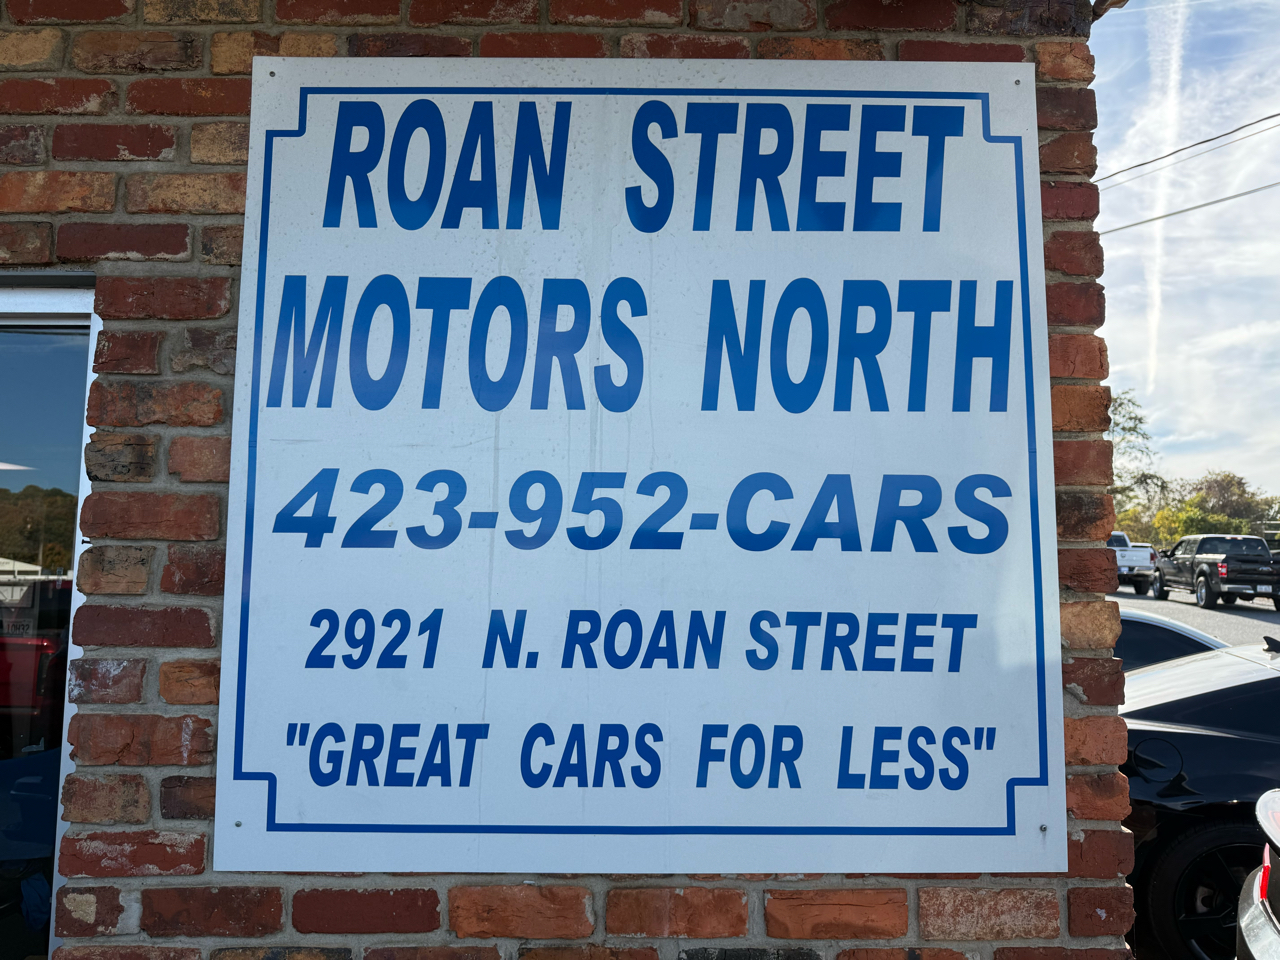 ROAN STREET
MOTORS NORTH
423-952-CARS
2921 N. ROAN STREET
"GREAT CARS FOR LESS"